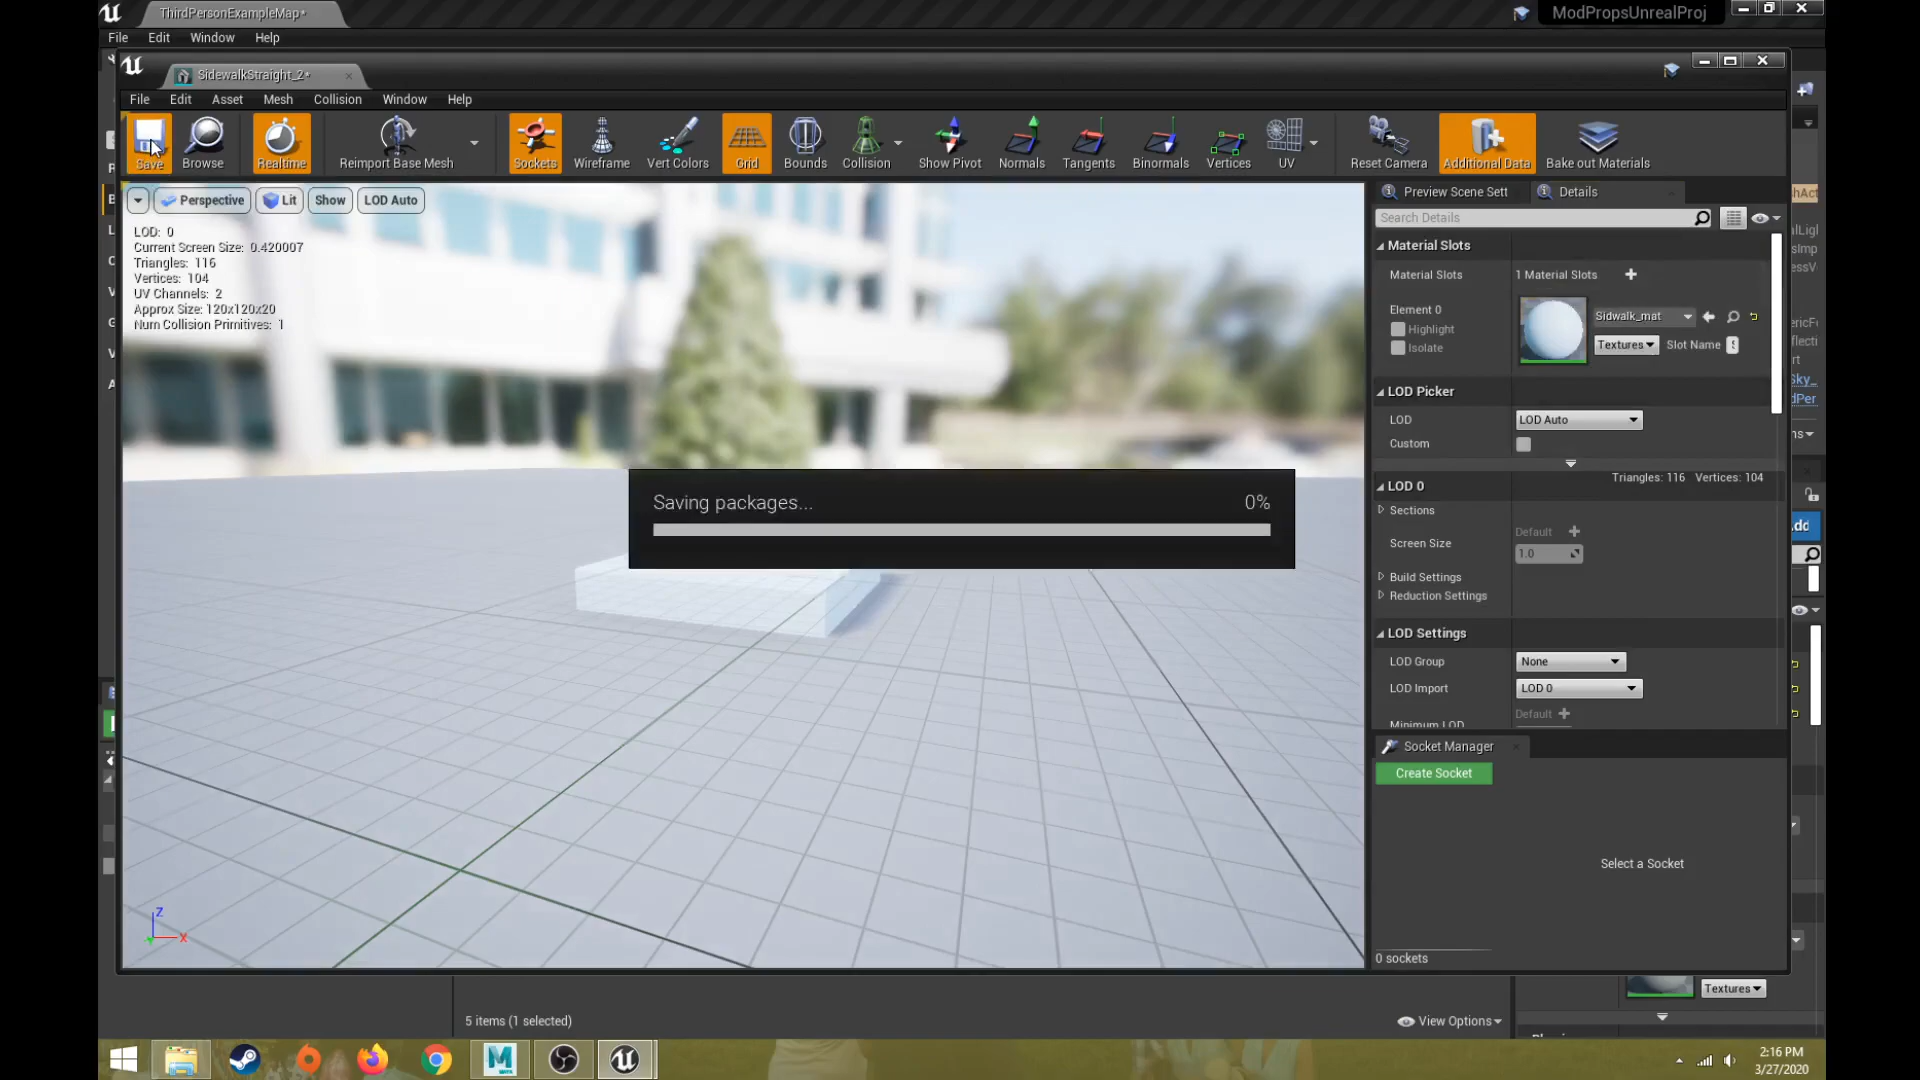 ThirdPersonExampleMap*
ModPropsUnrealProj
File Edit Window Help
SidewalkStraight_2*
File Edit Asset Mesh Collision Window Help
Save Browse Realtime Reimport Base Mesh Sockets Wireframe Vert Colors Grid Bounds Collision Show Pivot Normals Tangents Binormals Vertices UV Reset Camera Additional Data Bake out Materials
Perspective Lit Show LOD Auto
LOD: 0
Current Screen Size: 0.420007
Triangles: 116
Vertices: 104
UV Channels: 2
Approx Size: 120x120x20
Num Collision Primitives: 1
Saving packages... 0%
Z
X
Preview Scene Sett Details
Search Details
Material Slots
Material Slots 1 Material Slots
Element 0
Highlight
Isolate
Sidwalk_mat
Textures Slot Name
LOD Picker
LOD LOD Auto
Custom
Triangles: 116 Vertices: 104
LOD 0
Sections
Default
Screen Size
1.0
Build Settings
Reduction Settings
LOD Settings
LOD Group None
LOD Import LOD 0
Default
Minimum LOD
Socket Manager
Create Socket
Select a Socket
0 sockets
Textures
5 items (1 selected)
View Options
2:16 PM
3/27/2020